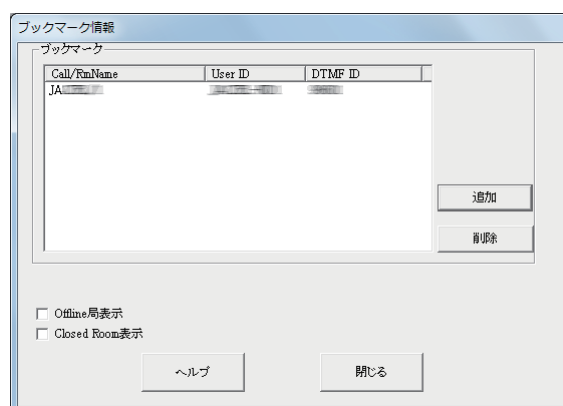 ブックマーク情報
ブックマーク
Call/RmName User ID DTMF ID
JA
追加
削除
Offline局表示
Closed Room表示
ヘルプ 閉じる